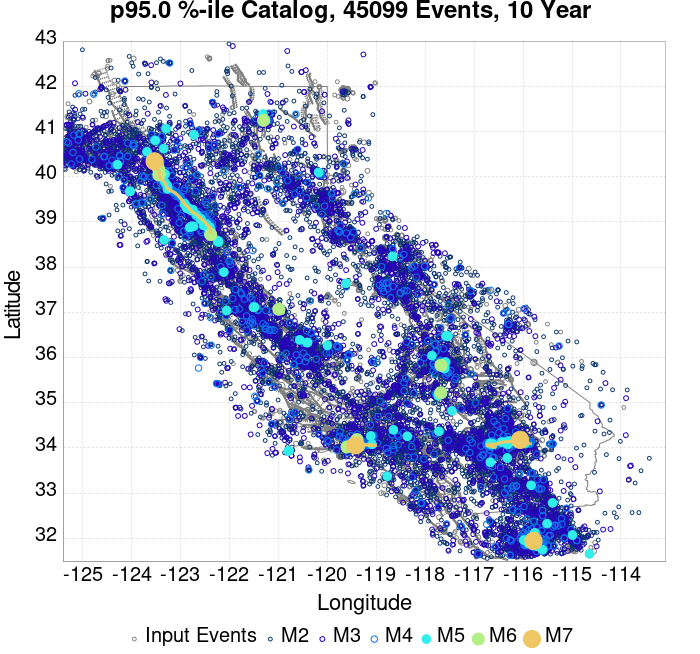 p95.0 %-ile Catalog, 45099 Events, 10 Year
43
42
41
40
39
38
37
36
35
34
33
32
Latitude
-125 -124 -123 -122 -121 -120 -119 -118 -117 -116 -115 -114
Longitude
Input Events M2 M3 M4 M5 M6 M7